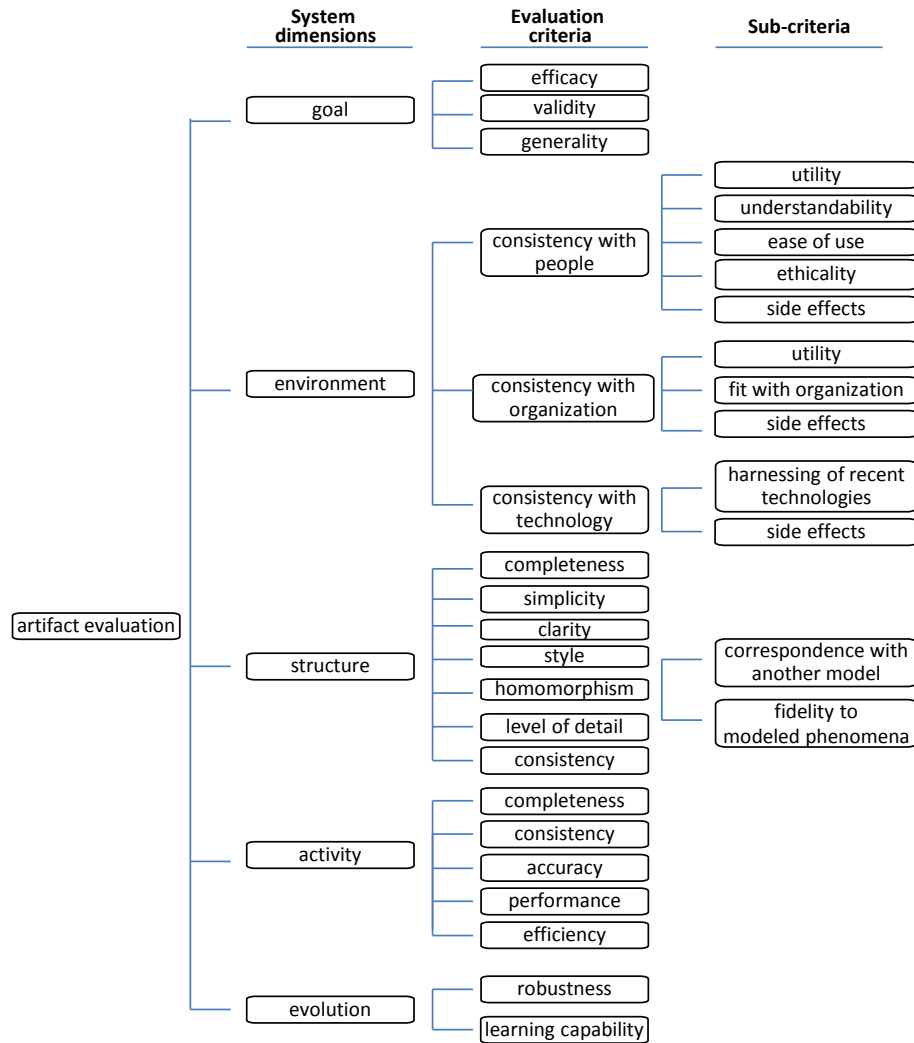 System
dimensions
Evaluation
criteria
Sub-criteria
artifact evaluation
goal
efficacy
validity
generality
environment
consistency with
people
utility
understandability
ease of use
ethicality
side effects
consistency with
organization
utility
fit with organization
side effects
consistency with
technology
harnessing of recent
technologies
side effects
structure
completeness
simplicity
clarity
style
homomorphism
correspondence with
another model
fidelity to
modeled phenomena
level of detail
consistency
activity
completeness
consistency
accuracy
performance
efficiency
evolution
robustness
learning capability